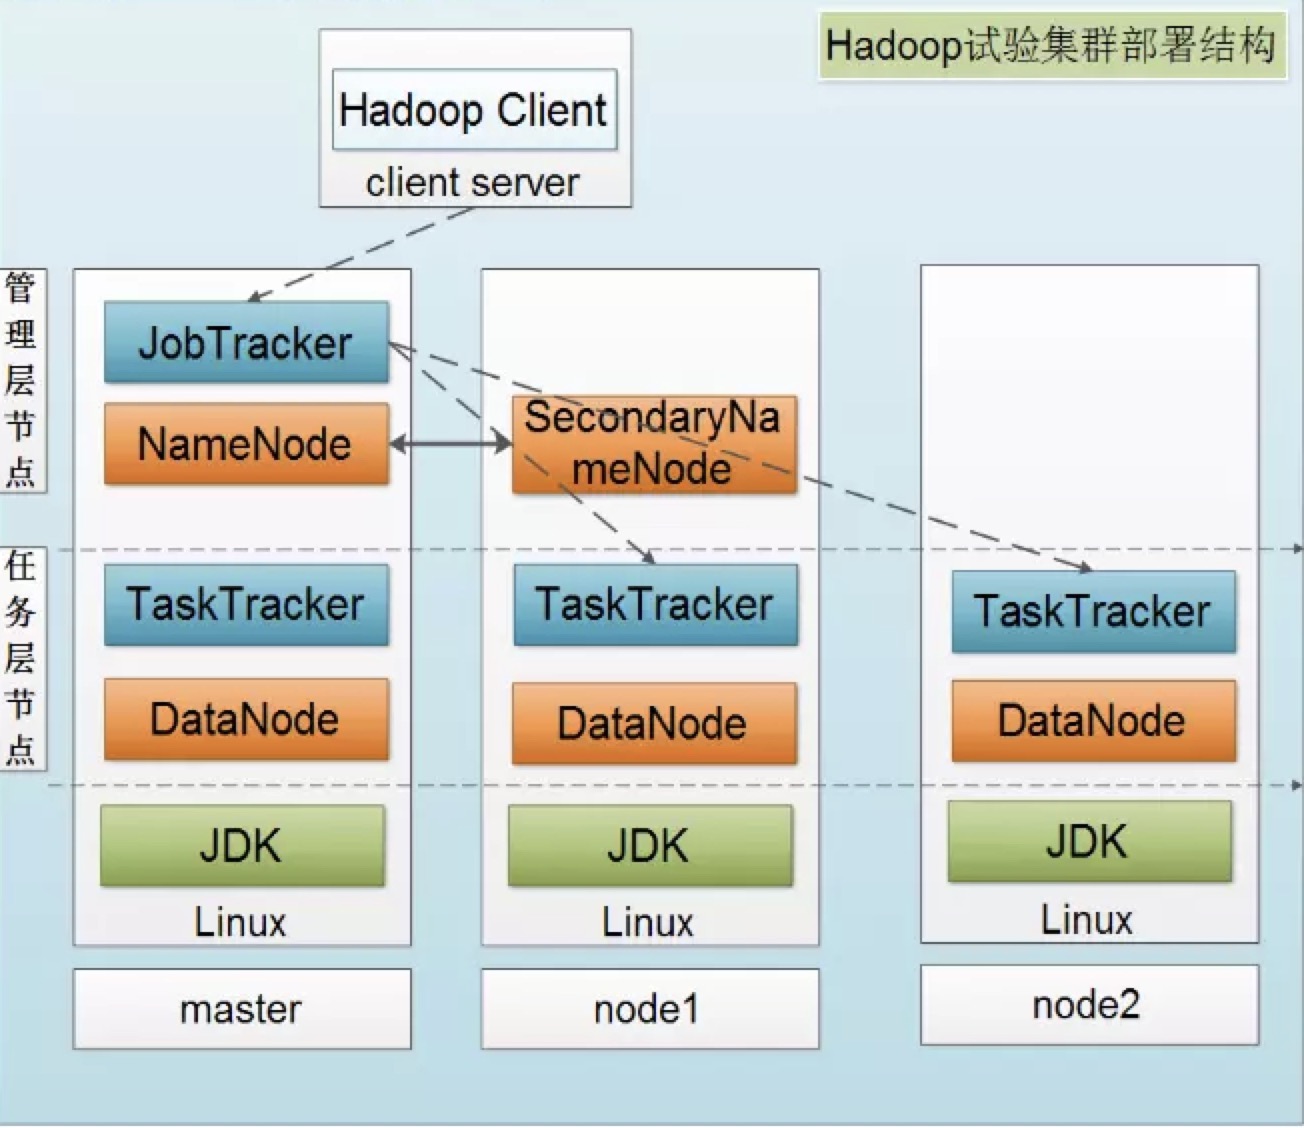 Hadoop试验集群部署结构
Hadoop Client
client server
管
理
层
节
点
JobTracker
NameNode
SecondaryNa
meNode
任
务
层
节
点
TaskTracker
TaskTracker
TaskTracker
DataNode
DataNode
DataNode
JDK
JDK
JDK
Linux
Linux
Linux
master
node1
node2